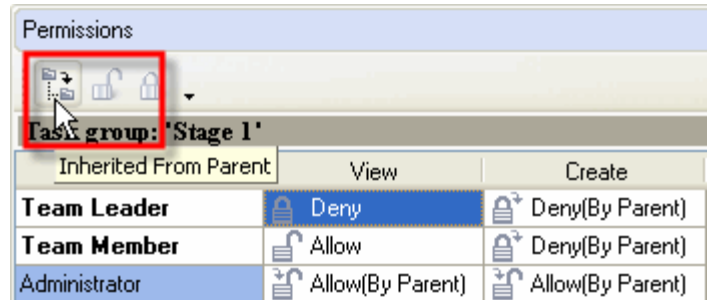 Permissions
Task group: 'Stage 1'
Inherited From Parent
View Create
Team Leader Deny Deny(By Parent)
Team Member Allow Deny(By Parent)
Administrator Allow(By Parent) Allow(By Parent)